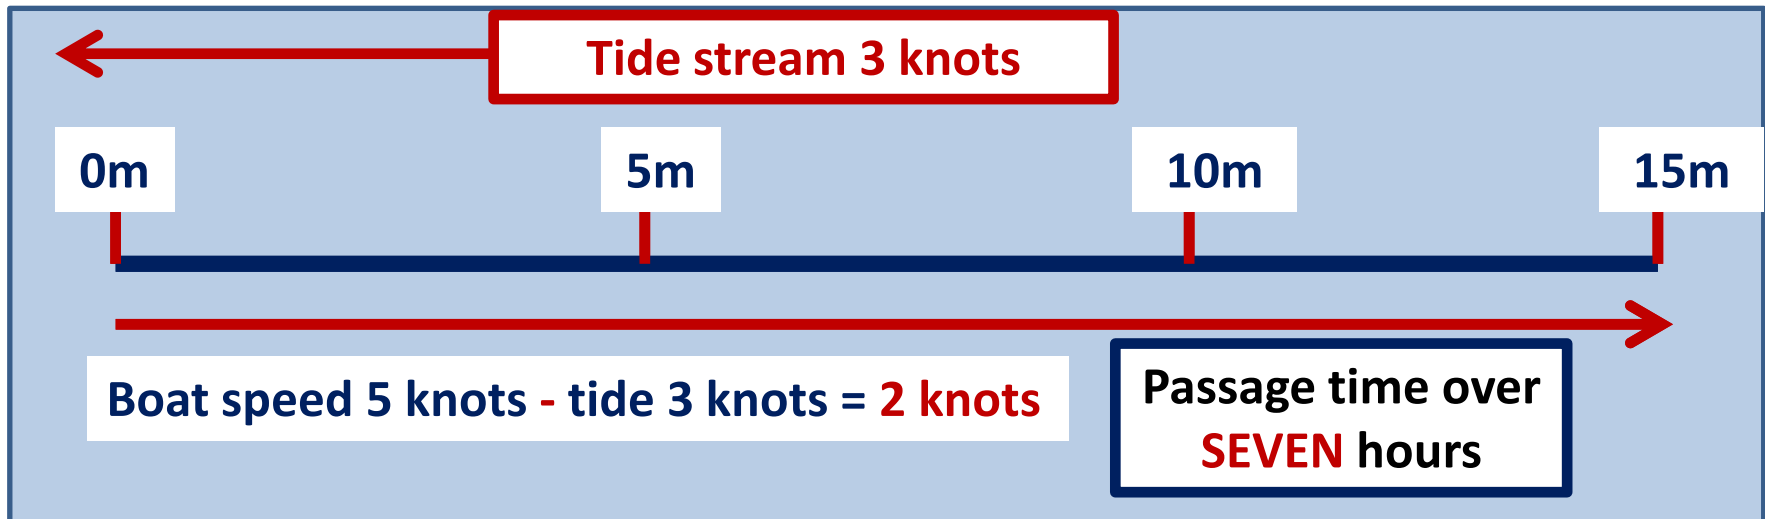 Tide stream 3 knots
0m 5m 10m 15m
Boat speed 5 knots - tide 3 knots = 2 knots
Passage time over
SEVEN hours